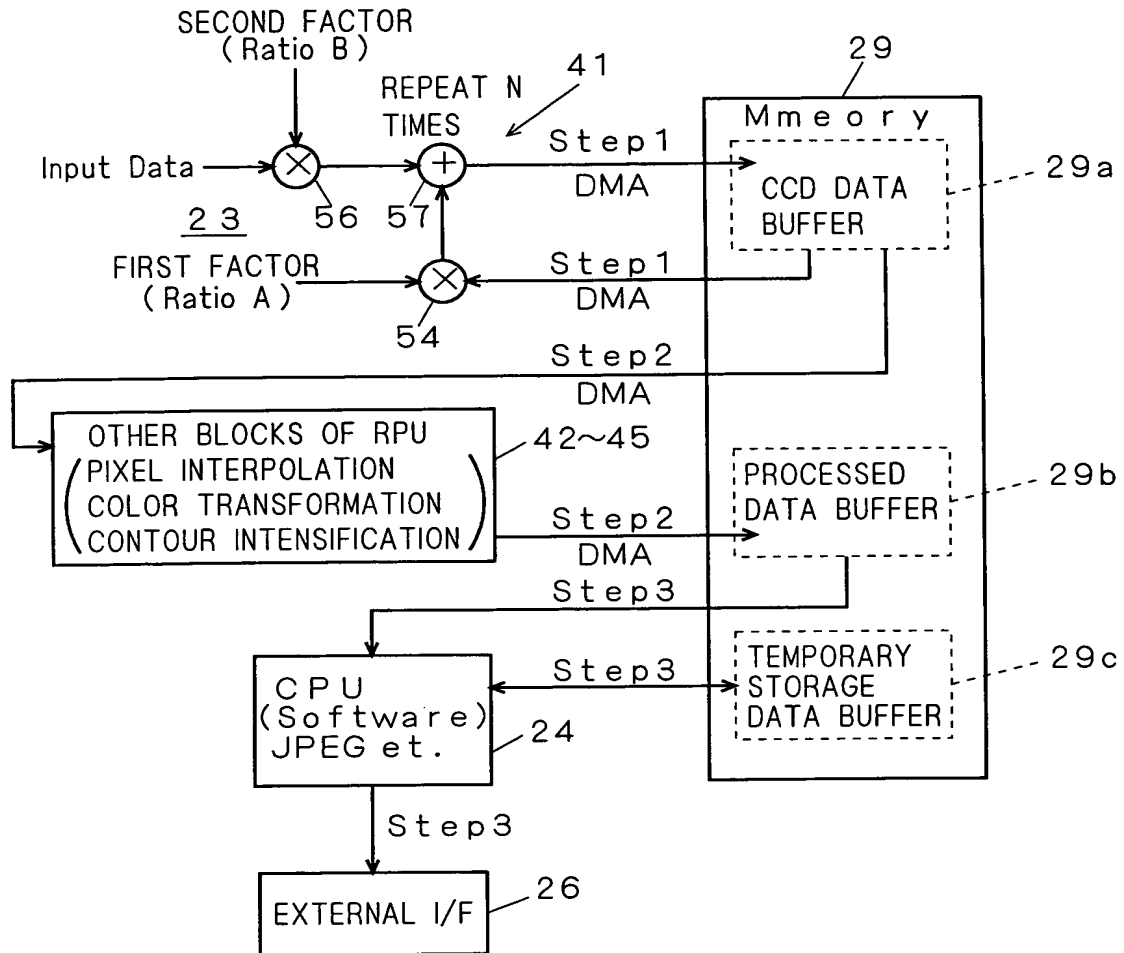 SECOND FACTOR
(Ratio B)
41
29
REPEAT N
TIMES
Mmeory
Input Data
×
+
Step1
DMA
CCD DATA
BUFFER
29a
56
57
23
FIRST FACTOR
(Ratio A)
×
Step1
DMA
54
Step2
DMA
OTHER BLOCKS OF RPU
(PIXEL INTERPOLATION
COLOR TRANSFORMATION
CONTOUR INTENSIFICATION)
42~45
PROCESSED
DATA BUFFER
29b
Step2
DMA
Step3
CPU
(Software)
JPEG et.
24
Step3
TEMPORARY
STORAGE
DATA BUFFER
29c
Step3
EXTERNAL I/F
26